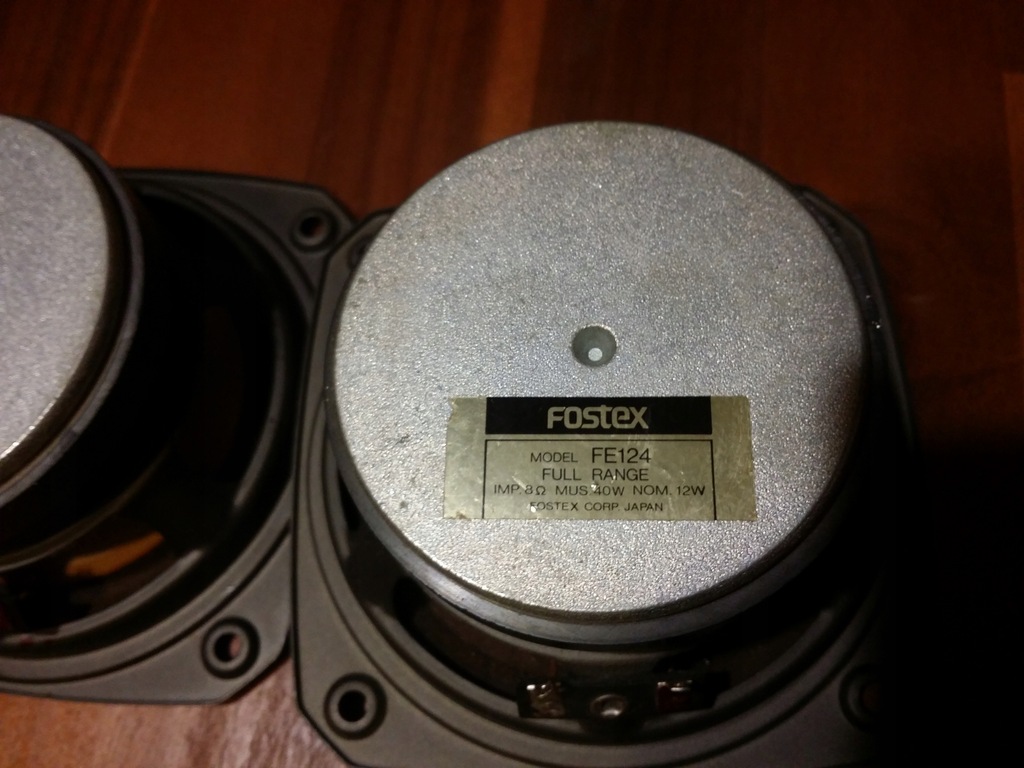 FOSTEX
MODEL FE124
FULL RANGE
IMP. 8Ω MUS. 40W NOM. 12W
FOSTEX CORP. JAPAN